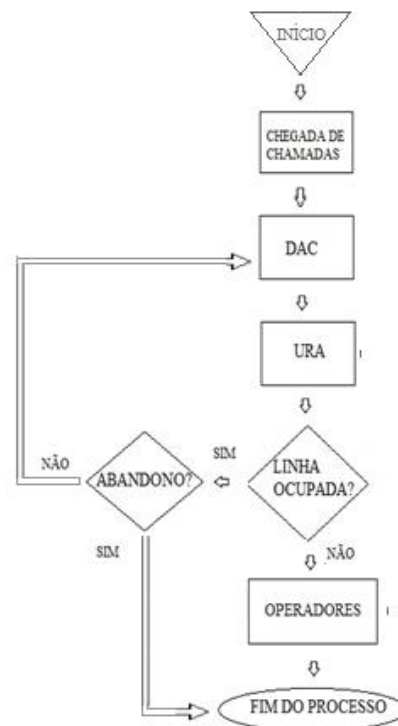 INÍCIO
CHEGADA DE
CHAMADAS
DAC
URA
LINHA
OCUPADA?
SIM
ABANDONO?
NÃO
SIM
NÃO
OPERADORES
FIM DO PROCESSO